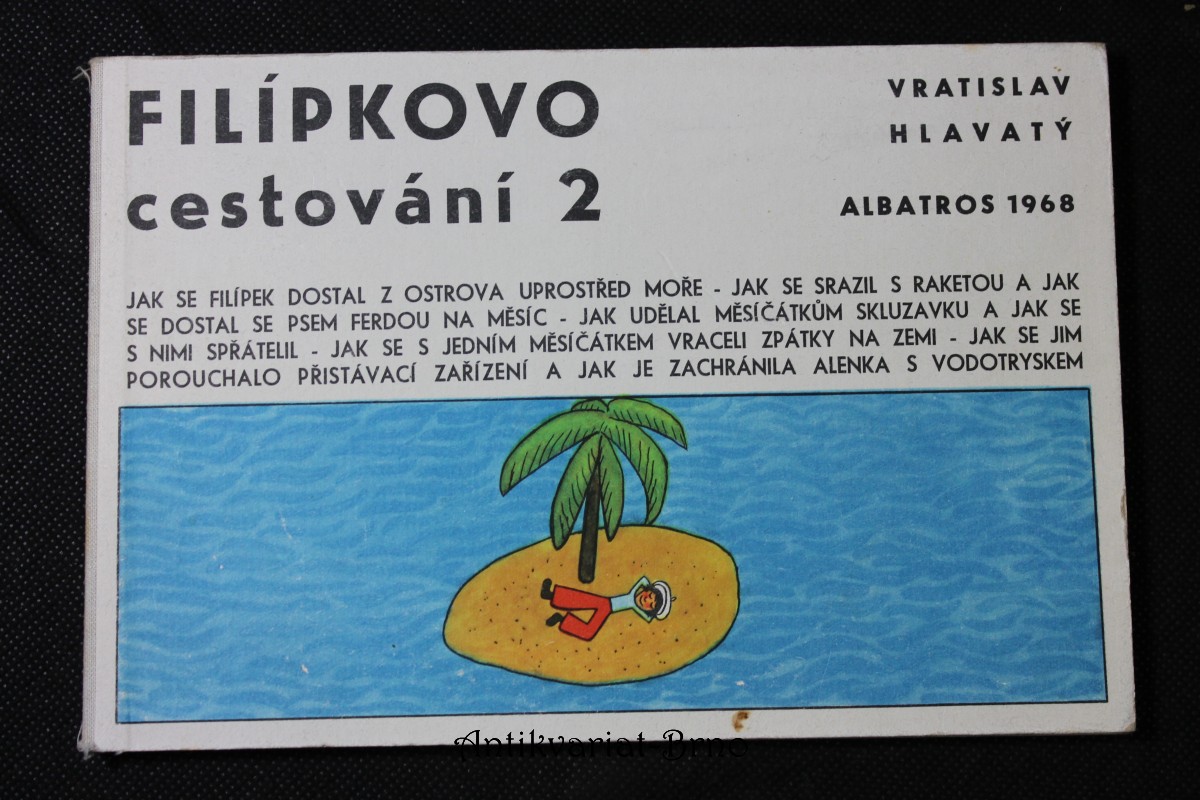 FILÍPKOVO
cestování 2
VRATISLAV
HLAVATÝ
ALBATROS 1968
JAK SE FILÍPEK DOSTAL Z OSTROVA UPROSTŘED MOŘE - JAK SE SRAZIL S RAKETOU A JAK
SE DOSTAL SE PSEM FERDOU NA MĚSÍC - JAK UDĚLAL MĚSÍČÁTKŮM SKLUZAVKU A JAK SE
S NIMI SPŘÁTELIL - JAK SE S JEDNÍM MĚSÍČÁTKEM VRACELI ZPÁTKY NA ZEMI - JAK SE JIM
POROUCHALO PŘISTÁVACÍ ZAŘÍZENÍ A JAK JE ZACHRÁNILA ALENKA S VODOTRYSKEM
Antikvariat Brno